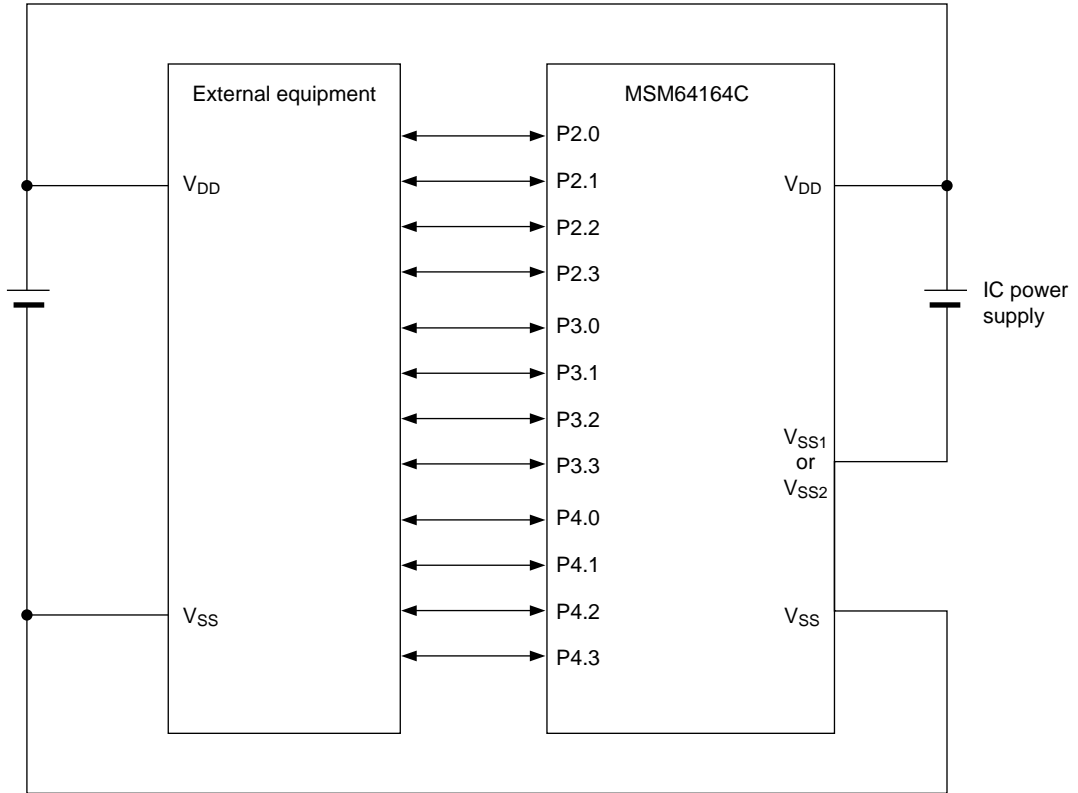 External equipment
MSM64164C
P2.0
P2.1
P2.2
P2.3
P3.0
P3.1
P3.2
P3.3
P4.0
P4.1
P4.2
P4.3
VDD
VSS
VDD
IC power
supply
VSS1
or
VSS2
VSS